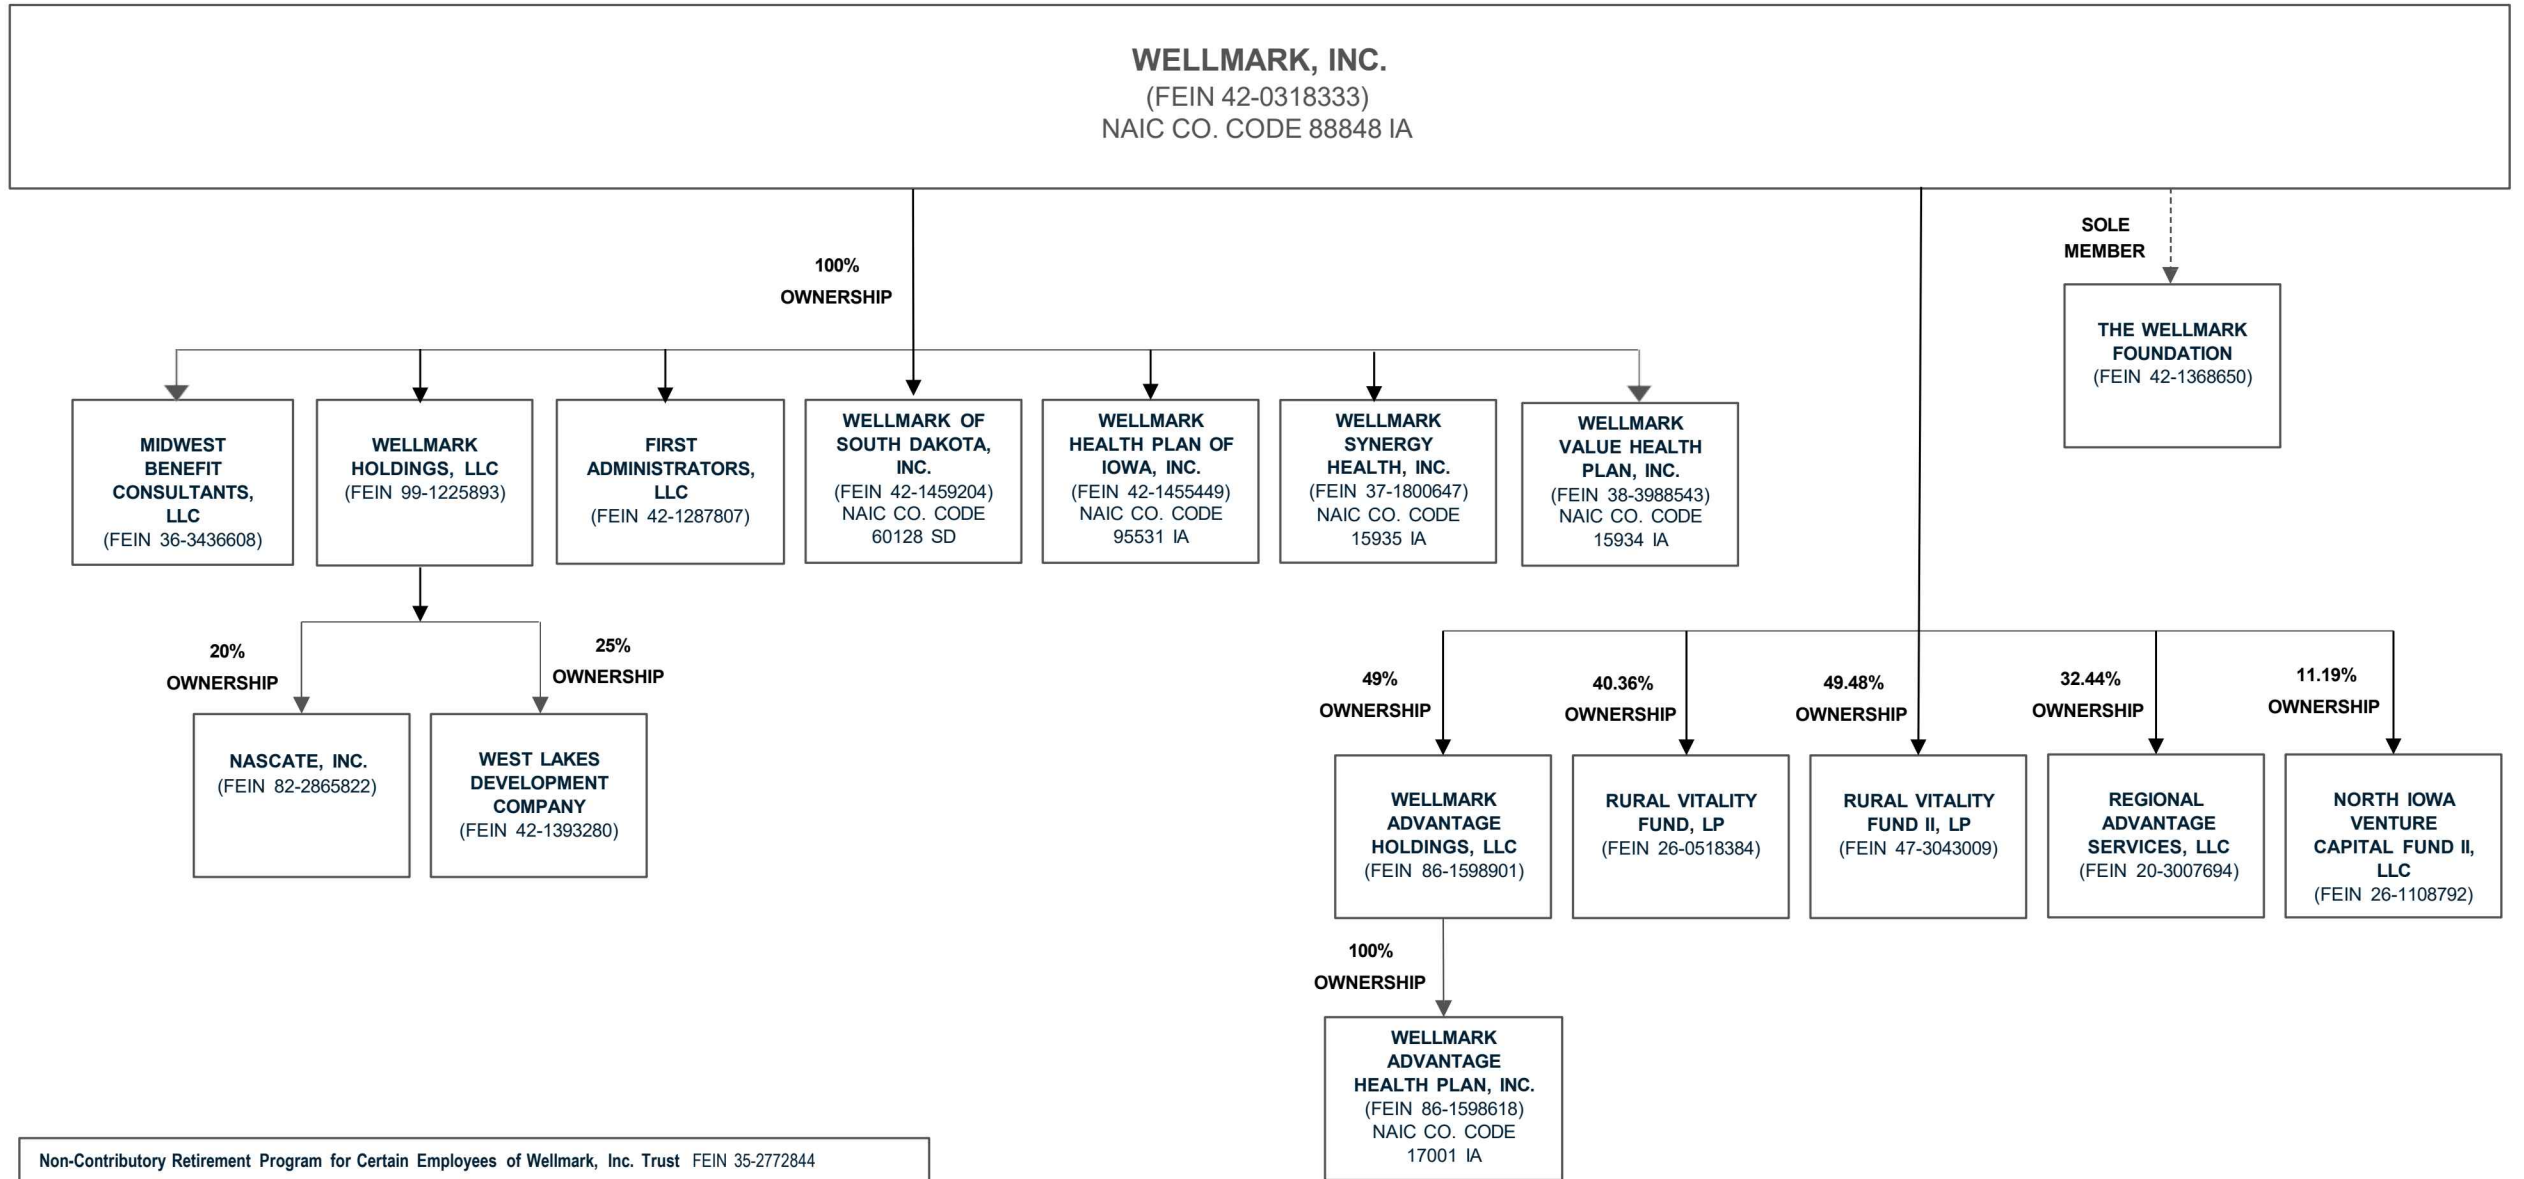 WELLMARK, INC.
(FEIN 42-0318333)
NAIC CO. CODE 88848 IA
SOLE
MEMBER
100%
OWNERSHIP
THE WELLMARK
FOUNDATION
(FEIN 42-1368650)
MIDWEST
BENEFIT
CONSULTANTS,
LLC
(FEIN 36-3436608)
WELLMARK
HOLDINGS, LLC
(FEIN 99-1225893)
FIRST
ADMINISTRATORS,
LLC
(FEIN 42-1287807)
WELLMARK OF
SOUTH DAKOTA,
INC.
(FEIN 42-1459204)
NAIC CO. CODE
60128 SD
WELLMARK
HEALTH PLAN OF
IOWA, INC.
(FEIN 42-1455449)
NAIC CO. CODE
95531 IA
WELLMARK
SYNERGY
HEALTH, INC.
(FEIN 37-1800647)
NAIC CO. CODE
15935 IA
WELLMARK
VALUE HEALTH
PLAN, INC.
(FEIN 38-3988543)
NAIC CO. CODE
15934 IA
20%
OWNERSHIP
25%
OWNERSHIP
49%
OWNERSHIP
40.36%
OWNERSHIP
49.48%
OWNERSHIP
32.44%
OWNERSHIP
11.19%
OWNERSHIP
NASCATE, INC.
(FEIN 82-2865822)
WEST LAKES
DEVELOPMENT
COMPANY
(FEIN 42-1393280)
WELLMARK
ADVANTAGE
HOLDINGS, LLC
(FEIN 86-1598901)
RURAL VITALITY
FUND, LP
(FEIN 26-0518384)
RURAL VITALITY
FUND II, LP
(FEIN 47-3043009)
REGIONAL
ADVANTAGE
SERVICES, LLC
(FEIN 20-3007694)
NORTH IOWA
VENTURE
CAPITAL FUND II,
LLC
(FEIN 26-1108792)
100%
OWNERSHIP
WELLMARK
ADVANTAGE
HEALTH PLAN, INC.
(FEIN 86-1598618)
NAIC CO. CODE
17001 IA
Non-Contributory Retirement Program for Certain Employees of Wellmark, Inc. Trust FEIN 35-2772844